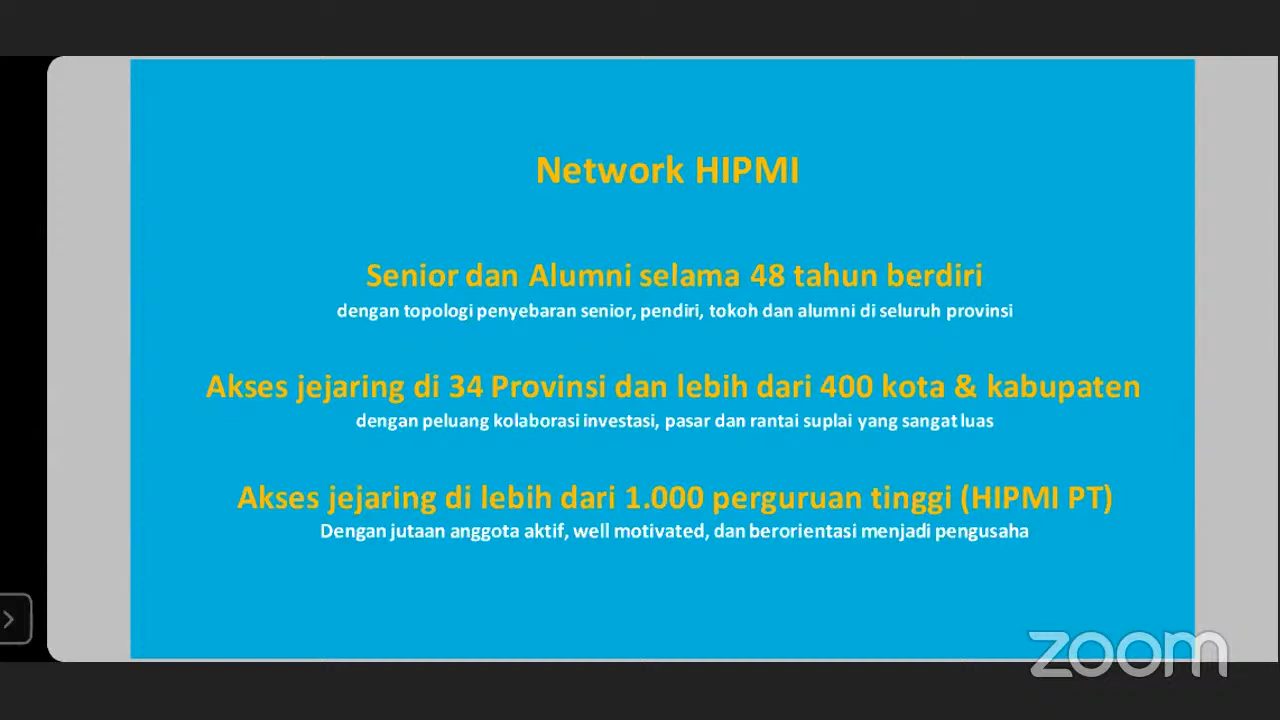 Network HIPMI
Senior dan Alumni selama 48 tahun berdiri
dengan topologi penyebaran senior, pendiri, tokoh dan alumni di seluruh provinsi
Akses jejaring di 34 Provinsi dan lebih dari 400 kota & kabupaten
dengan peluang kolaborasi investasi, pasar dan rantai suplai yang sangat luas
Akses jejaring di lebih dari 1.000 perguruan tinggi (HIPMI PT)
Dengan jutaan anggota aktif, well motivated, dan berorientasi menjadi pengusaha
zoom